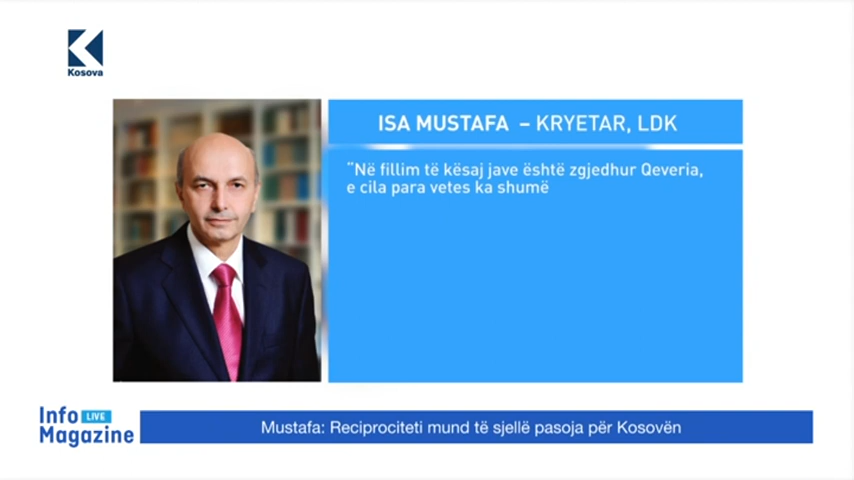 Kosova
ISA MUSTAFA – KRYETAR, LDK
“Në fillim të kësaj jave është zgjedhur Qeveria,
e cila para vetes ka shumë
Info LIVE
Magazine
Mustafa: Reciprociteti mund të sjellë pasoja për Kosovën